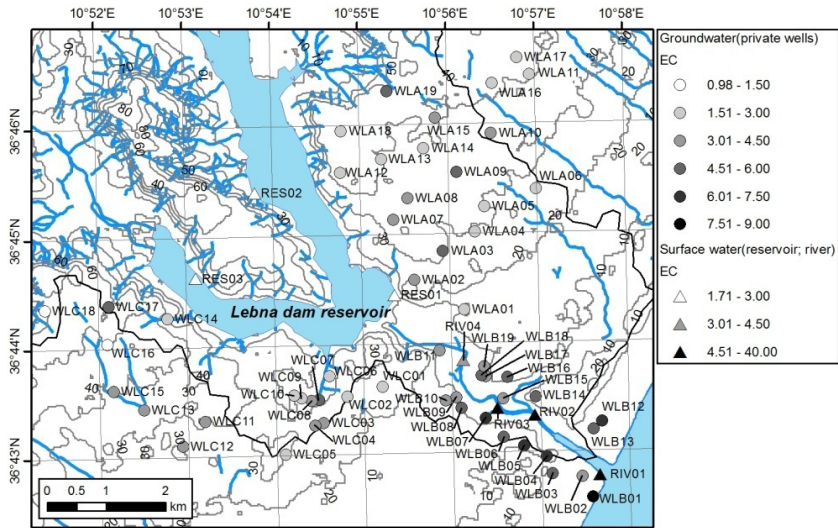 10°52'E 10°53'E 10°54'E 10°55'E 10°56'E 10°57'E 10°58'E
36°46'N
36°45'N
36°44'N
36°43'N
WLA17
WLA11
WLA16
WLA19
WLA15
WLA10
WLA18
WLA14
WLA13
WLA12
WLA09
WLA06
RES02
WLA08
WLA05
WLA07
WLA04
WLA03
RES03
WLA02
RES01
WLC17
WLC18
WLC14
Lebna dam reservoir
WLA01
RIV04
WLB19
WLB18
WLB17
WLB16
WLB15
WLB14
WLB11
WLC16
WLC07
WLC06
WLC09
WLC01
WLC15
WLC10
WLC08
WLC02
WLB10
WLB09
WLB08
WLB07
RIV03
RIV02
WLB12
WLB13
WLC13
WLC11
WLC03
WLC04
WLC12
WLC05
WLB06
WLB05
WLB04
WLB03
WLB02
RIV01
WLB01
0 0.5 1 2
km
Groundwater(private wells)
EC
0.98 - 1.50
1.51 - 3.00
3.01 - 4.50
4.51 - 6.00
6.01 - 7.50
7.51 - 9.00
Surface water(reservoir; river)
EC
1.71 - 3.00
3.01 - 4.50
4.51 - 40.00